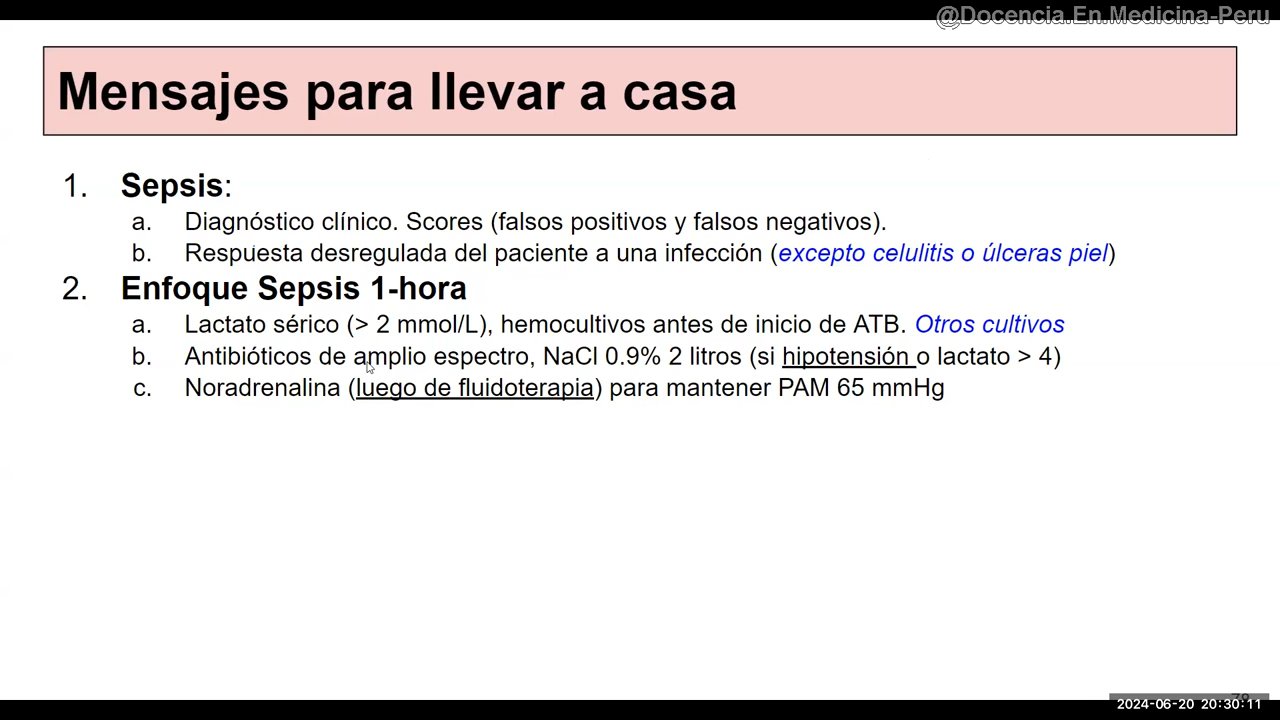 @Docencia.En.Medicina-Peru
Mensajes para llevar a casa
1. Sepsis:
a. Diagnóstico clínico. Scores (falsos positivos y falsos negativos).
b. Respuesta desregulada del paciente a una infección (excepto celulitis o úlceras piel)
2. Enfoque Sepsis 1-hora
a. Lactato sérico (> 2 mmol/L), hemocultivos antes de inicio de ATB. Otros cultivos
b. Antibióticos de amplio espectro, NaCl 0.9% 2 litros (si hipotensión o lactato > 4)
c. Noradrenalina (luego de fluidoterapia) para mantener PAM 65 mmHg
2024-06-20 20:30:11